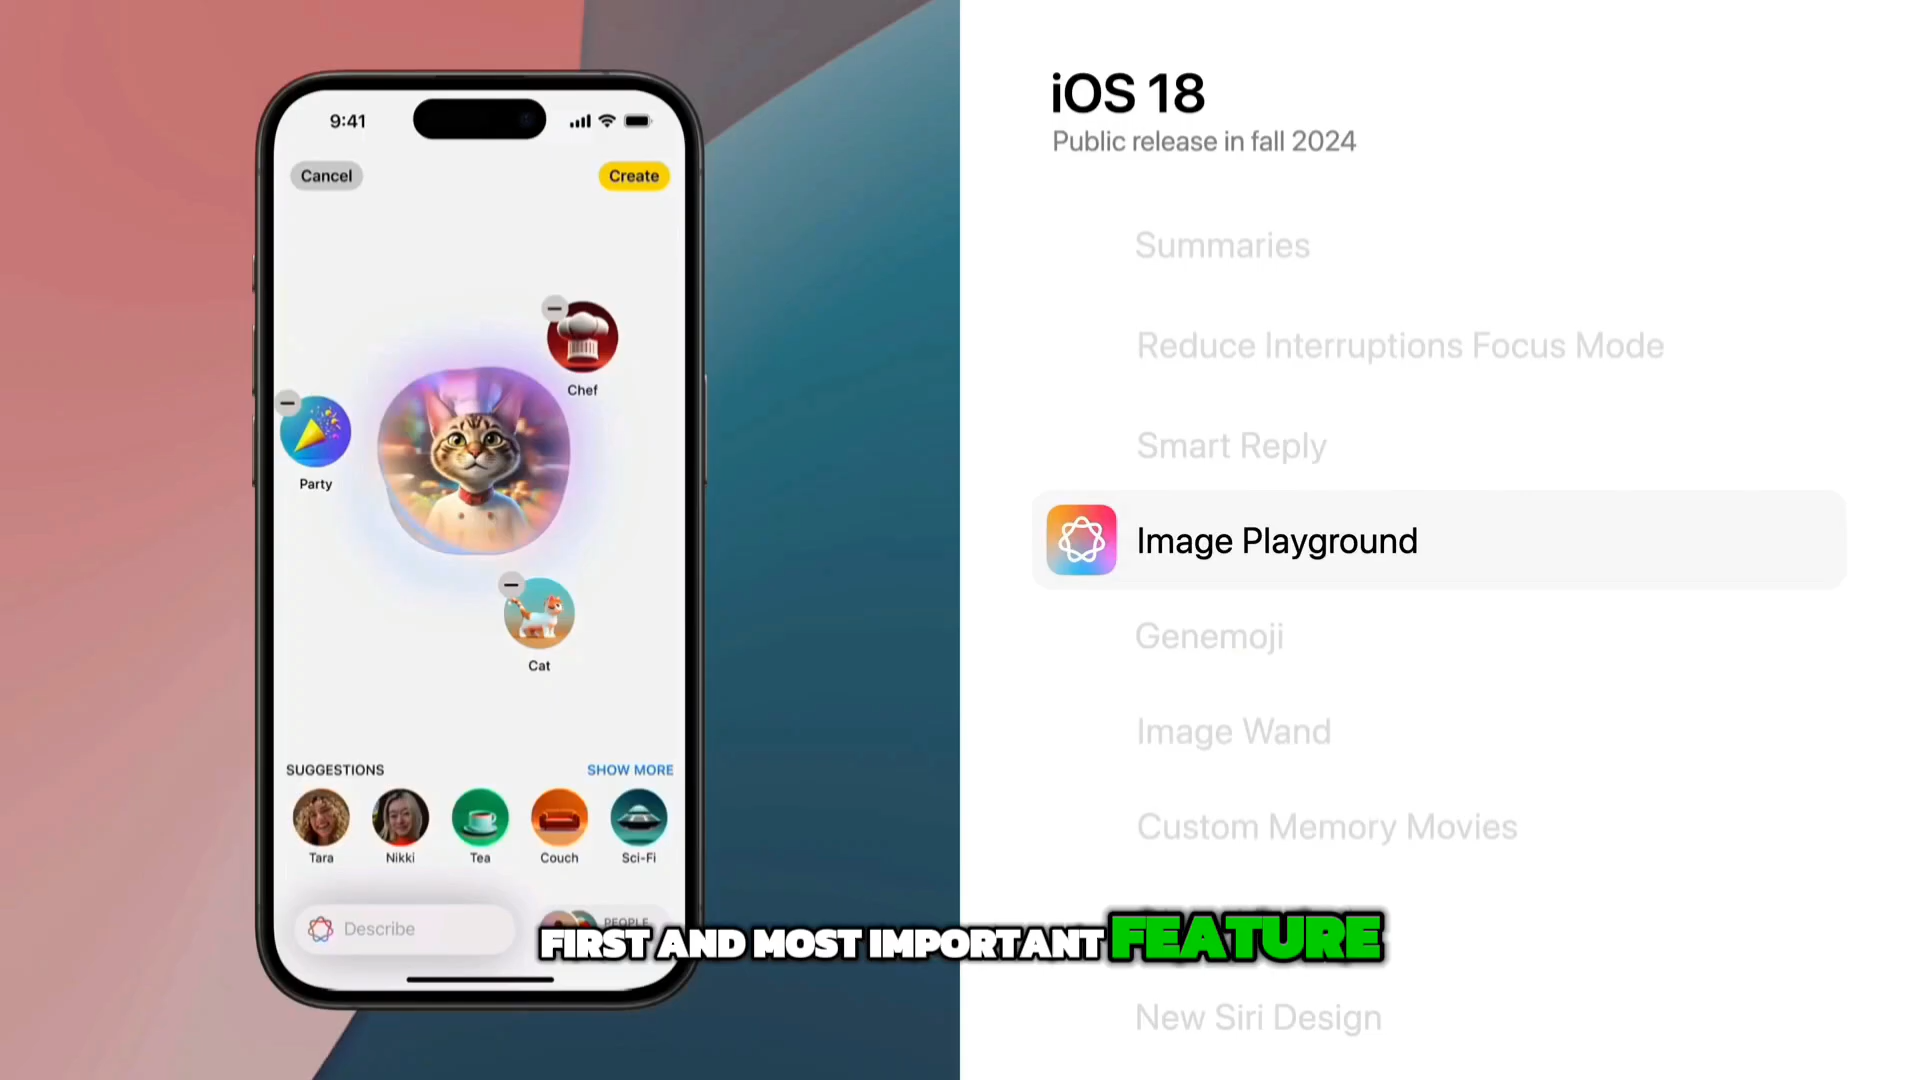 9:41
Cancel
Create
Chef
Party
Cat
SUGGESTIONS
SHOW MORE
Tara
Nikki
Tea
Couch
Sci-Fi
Describe
PEOPLE
iOS 18
Public release in fall 2024
Summaries
Reduce Interruptions Focus Mode
Smart Reply
Image Playground
Genemoji
Image Wand
Custom Memory Movies
New Siri Design
FIRST AND MOST IMPORTANT FEATURE